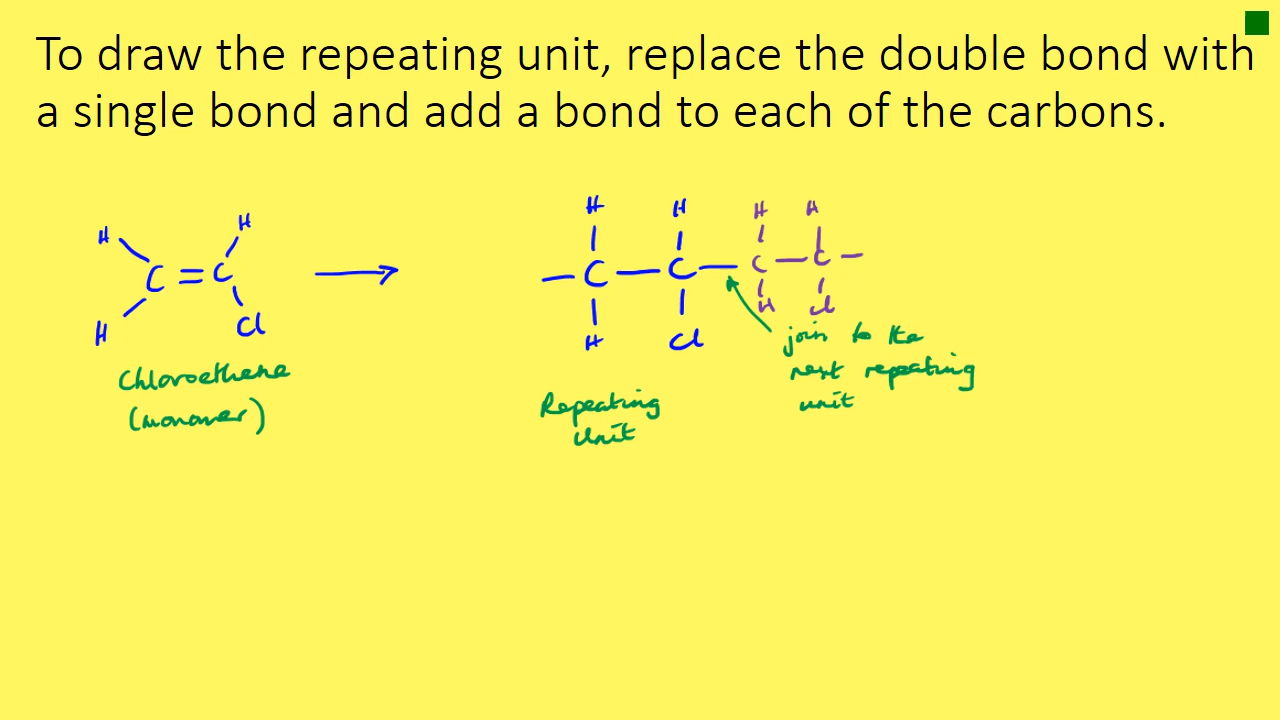 To draw the repeating unit, replace the double bond with
a single bond and add a bond to each of the carbons.
H H
C = C
H Cl
Chloroethene
(monomer)
H H H H
C C C C
H Cl H Cl
join to the
next repeating
unit
Repeating
unit